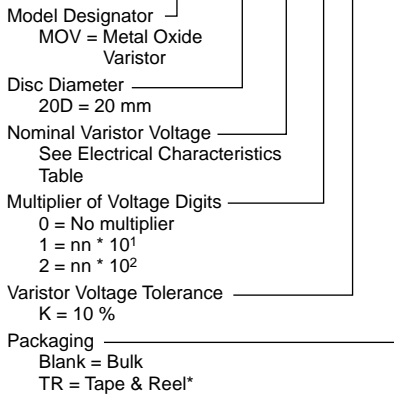 Model Designator
MOV = Metal Oxide
Varistor
Disc Diameter
20D = 20 mm
Nominal Varistor Voltage
See Electrical Characteristics
Table
Multiplier of Voltage Digits
0 = No multiplier
1 = nn * 10¹
2 = nn * 10²
Varistor Voltage Tolerance
K = 10 %
Packaging
Blank = Bulk
TR = Tape & Reel*